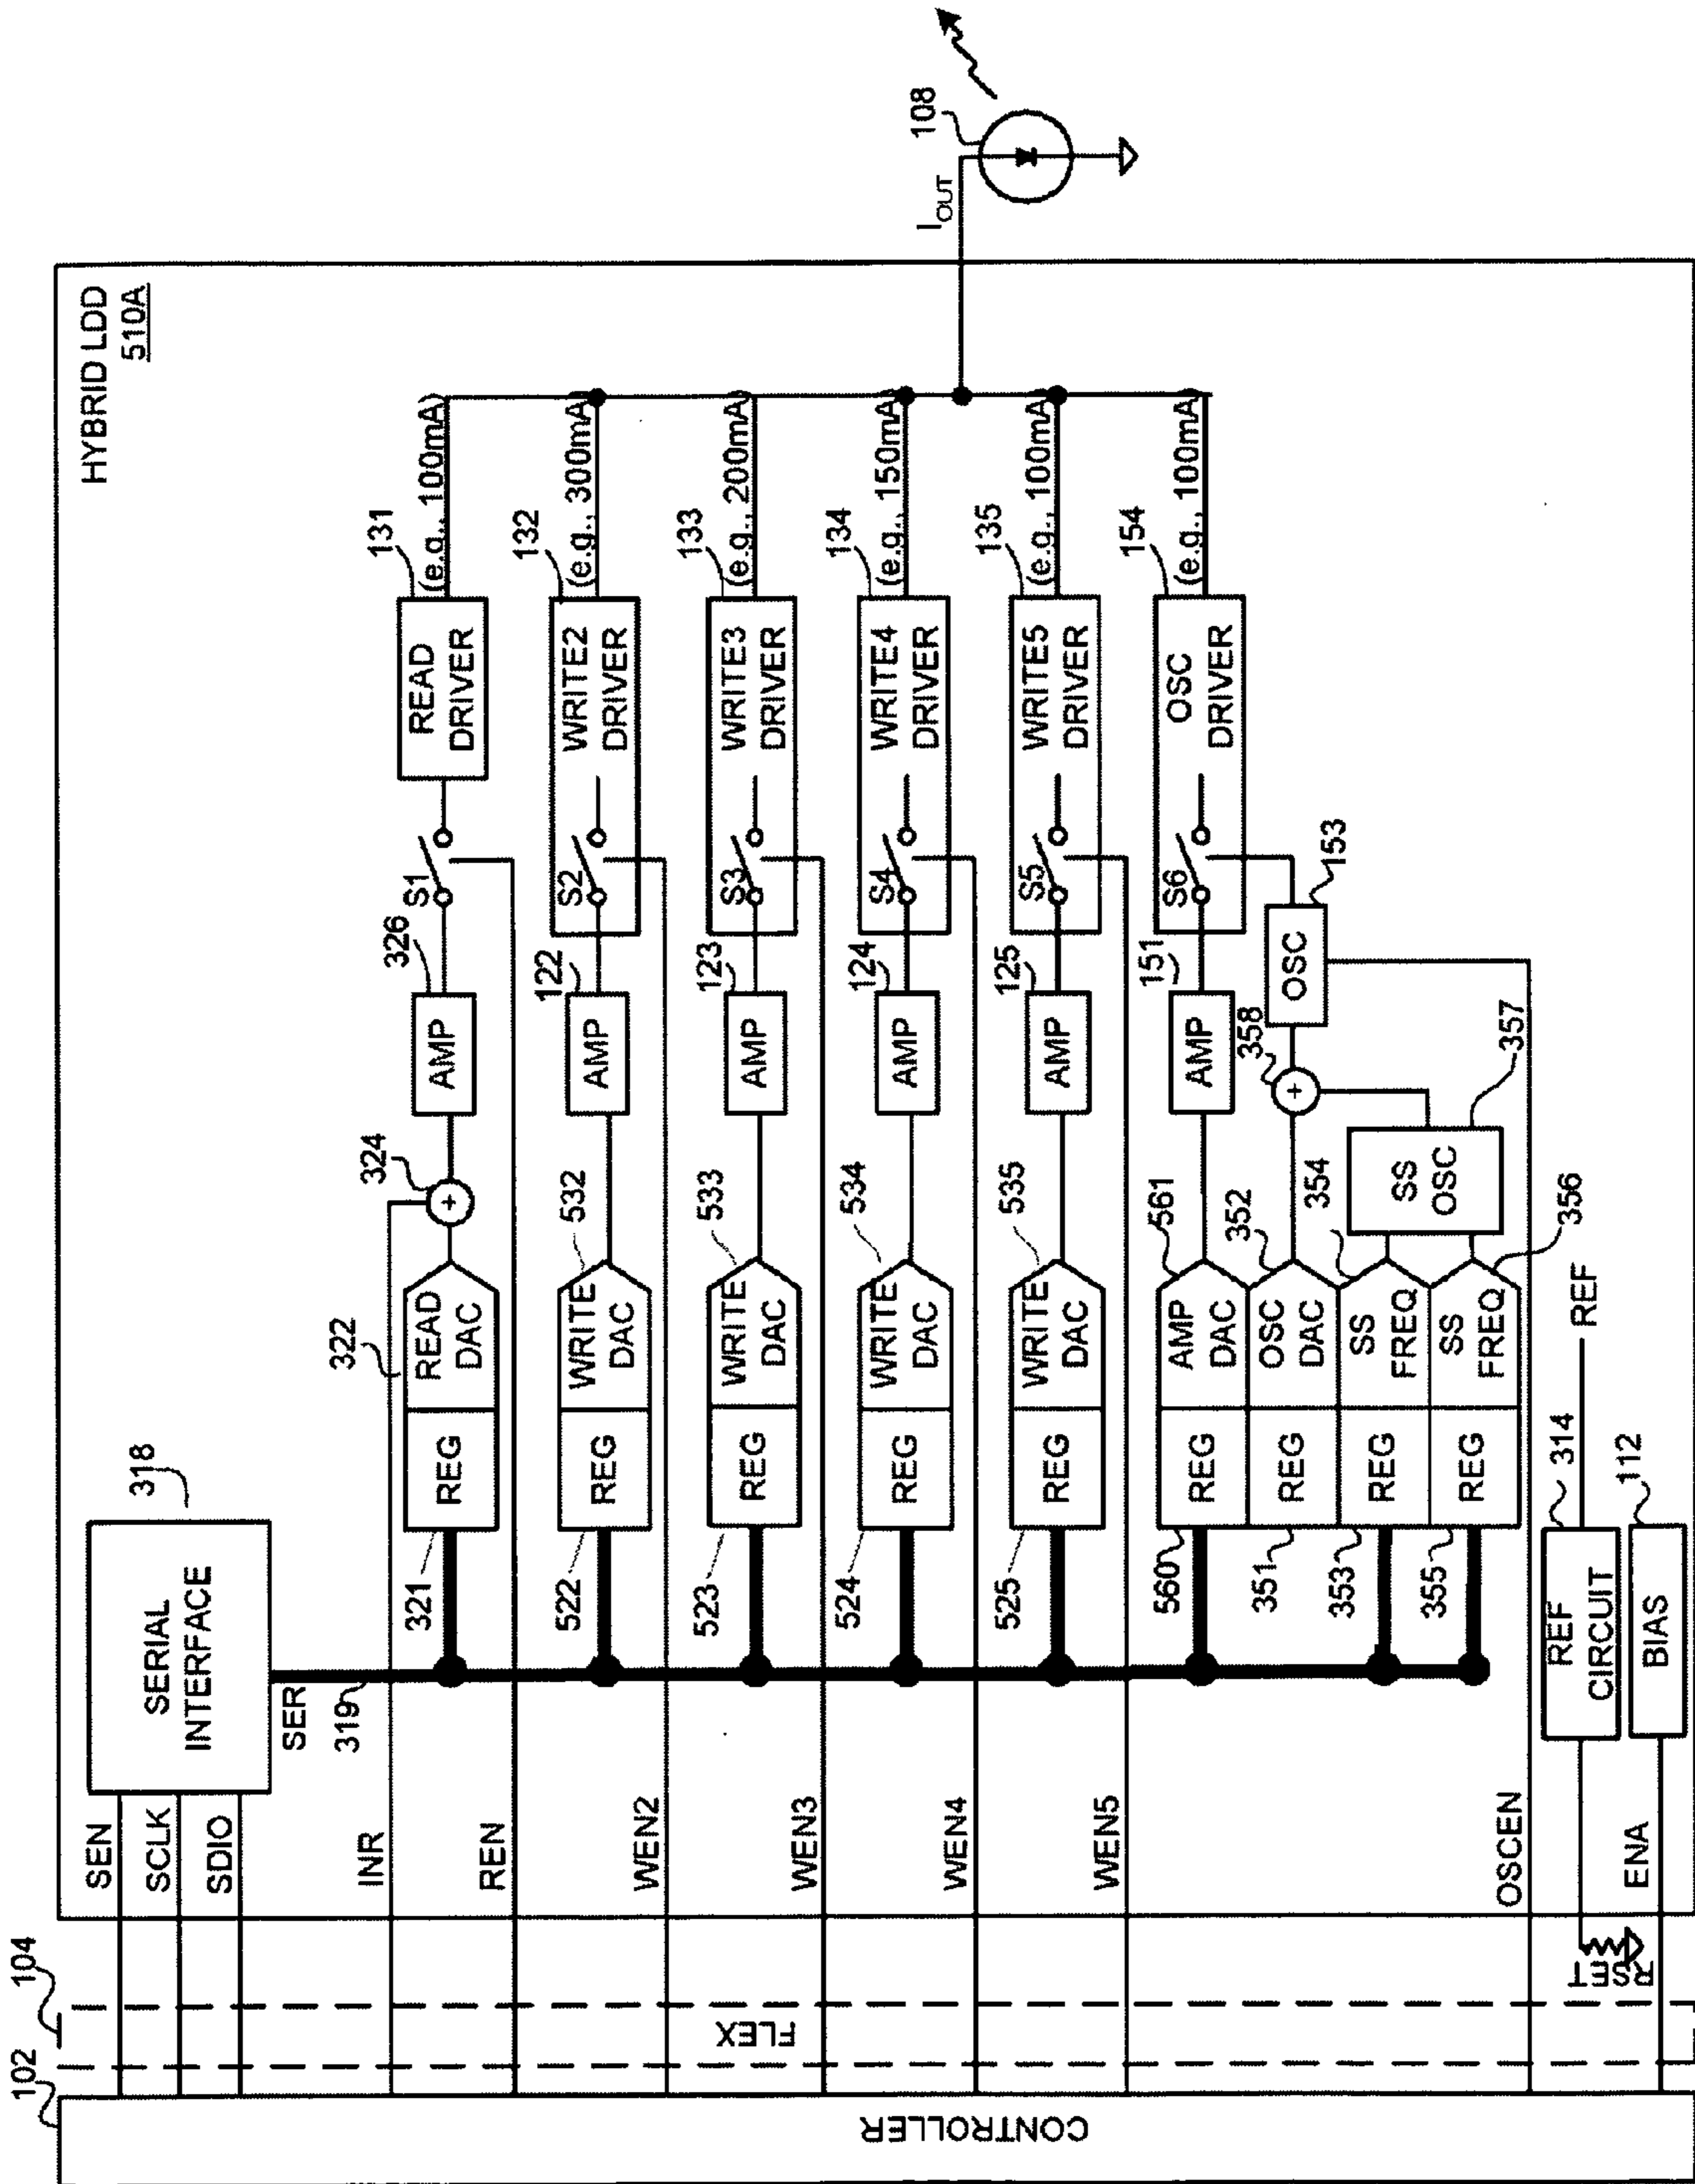 HYBRID LDD
510A
102
104
CONTROLLER
FLEX
SEN
SCLK
SDIO
SERIAL
INTERFACE
318
SER
319
INR
REN
321
REG
READ
DAC
322
324
+
AMP
326
S1
READ
DRIVER
131
(e.g., 100mA)
WEN2
522
REG
WRITE
DAC
532
AMP
122
S2
WRITE2
DRIVER
132
(e.g., 300mA)
WEN3
523
REG
WRITE
DAC
533
AMP
123
S3
WRITE3
DRIVER
133
(e.g., 200mA)
WEN4
524
REG
WRITE
DAC
534
AMP
124
S4
WRITE4
DRIVER
134
(e.g., 150mA)
WEN5
525
REG
WRITE
DAC
535
AMP
125
S5
WRITE5
DRIVER
135
(e.g., 100mA)
560
REG
AMP
DAC
561
AMP
151
S6
OSC
DRIVER
154
(e.g., 100mA)
351
REG
OSC
DAC
352
+
358
OSC
153
353
REG
SS
FREQ
354
SS
OSC
357
355
REG
SS
FREQ
356
OSCEN
RSET
REF
CIRCUIT
314
REF
ENA
BIAS
112
IOUT
108